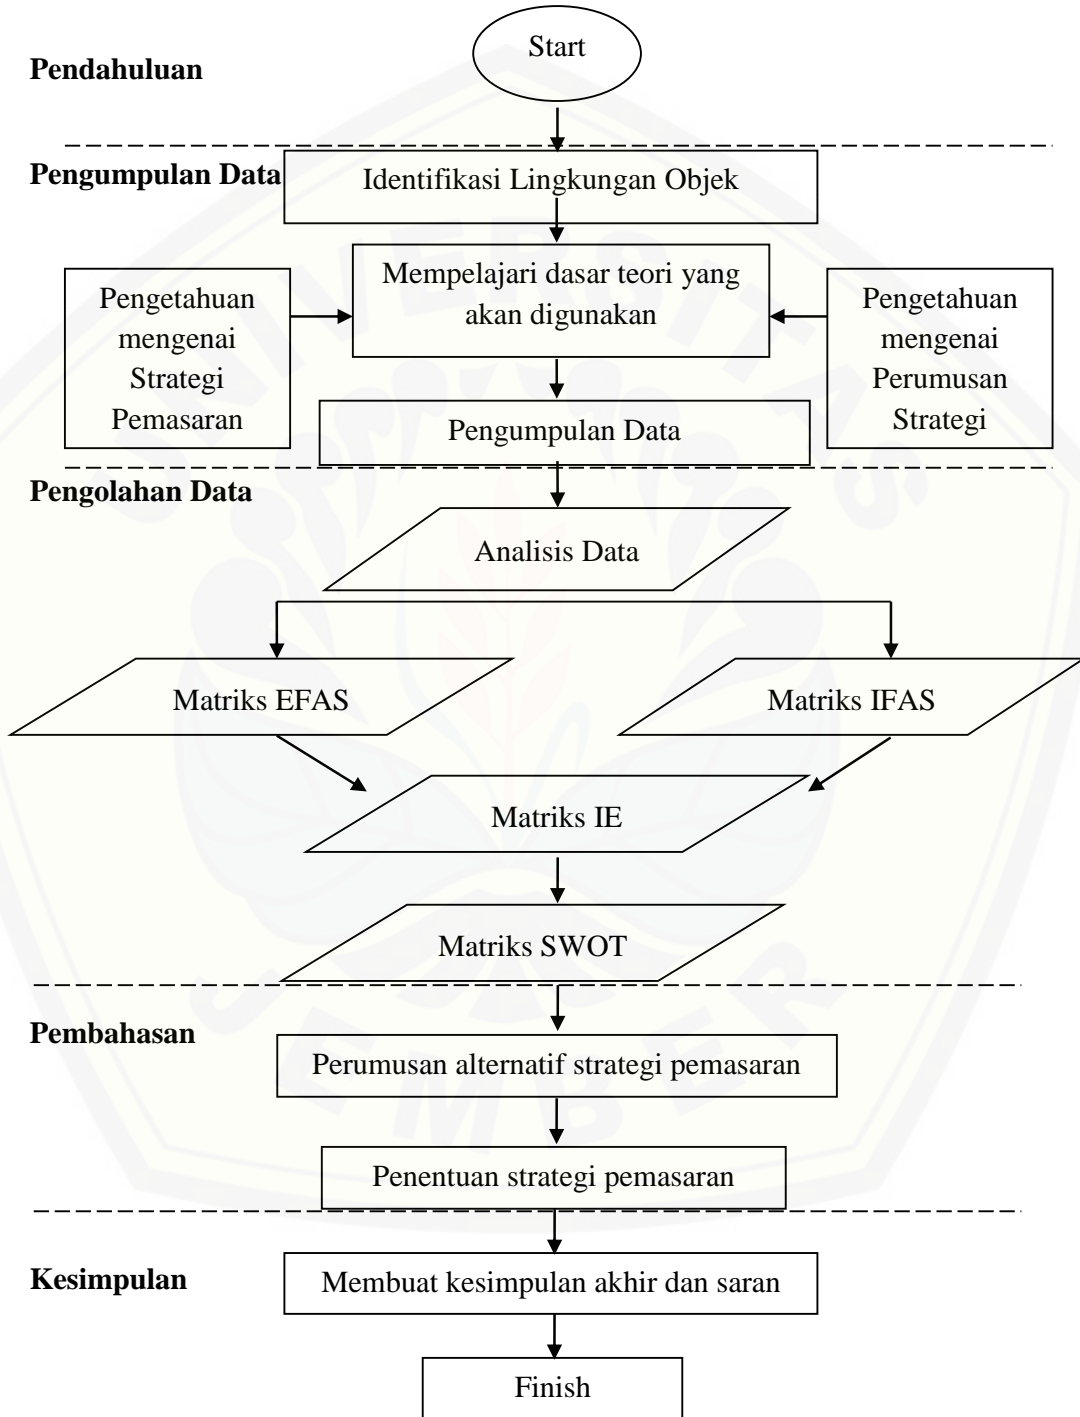 Start
Pendahuluan
Pengumpulan Data
Identifikasi Lingkungan Objek
Mempelajari dasar teori yang
akan digunakan
Pengetahuan
mengenai
Strategi
Pemasaran
Pengetahuan
mengenai
Perumusan
Strategi
Pengumpulan Data
Pengolahan Data
Analisis Data
Matriks EFAS
Matriks IFAS
Matriks IE
Matriks SWOT
Pembahasan
Perumusan alternatif strategi pemasaran
Penentuan strategi pemasaran
Kesimpulan
Membuat kesimpulan akhir dan saran
Finish
UNIVERSITAS
JEMBER